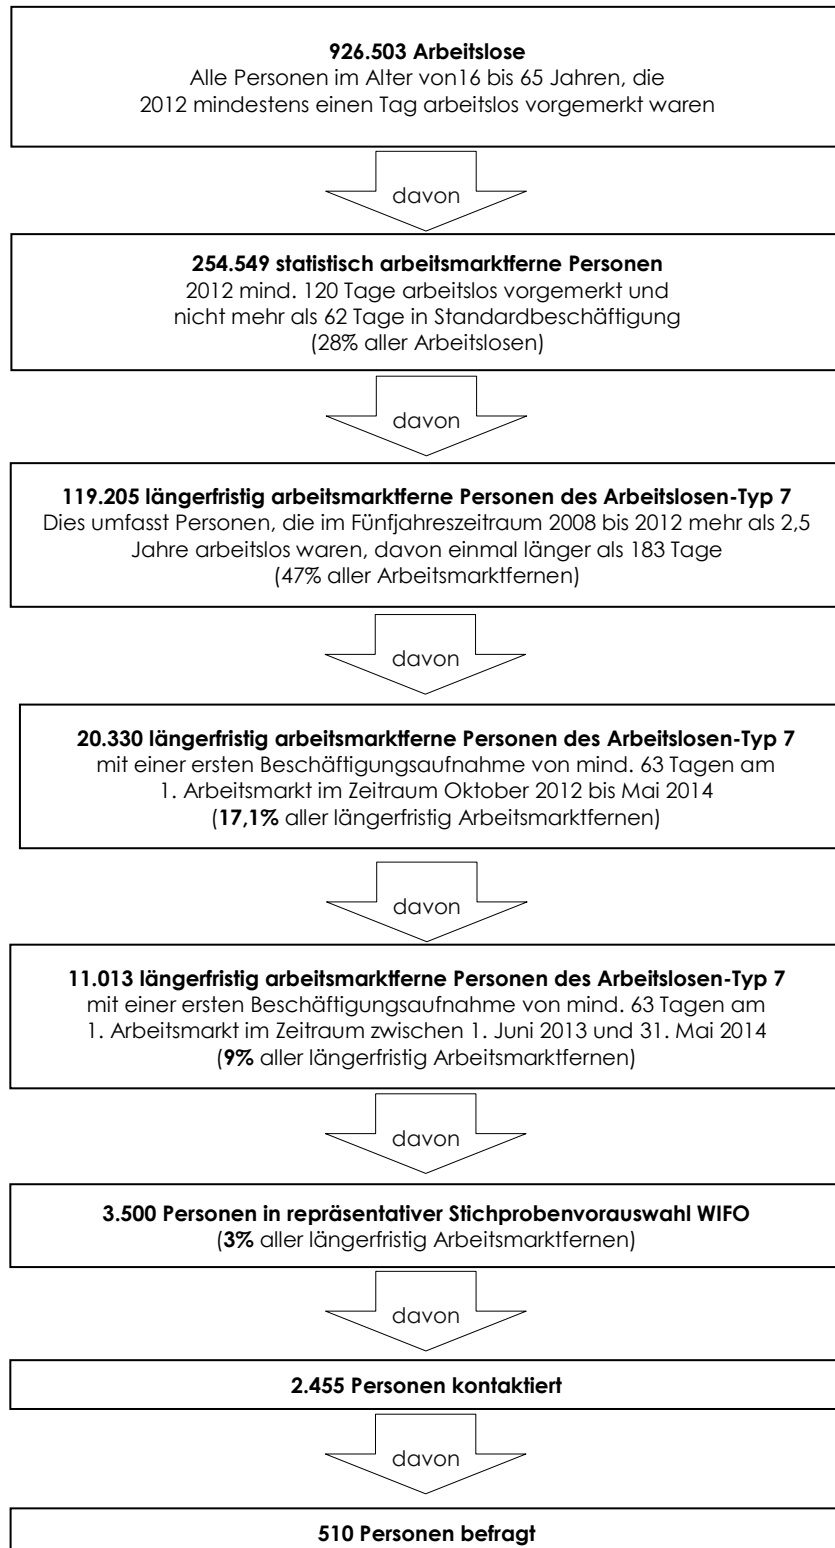 926.503 Arbeitslose
Alle Personen im Alter von16 bis 65 Jahren, die
2012 mindestens einen Tag arbeitslos vorgemerkt waren
davon
254.549 statistisch arbeitsmarktferne Personen
2012 mind. 120 Tage arbeitslos vorgemerkt und
nicht mehr als 62 Tage in Standardbeschäftigung
(28% aller Arbeitslosen)
davon
119.205 längerfristig arbeitsmarktferne Personen des Arbeitslosen-Typ 7
Dies umfasst Personen, die im Fünfjahreszeitraum 2008 bis 2012 mehr als 2,5
Jahre arbeitslos waren, davon einmal länger als 183 Tage
(47% aller Arbeitsmarktfernen)
davon
20.330 längerfristig arbeitsmarktferne Personen des Arbeitslosen-Typ 7
mit einer ersten Beschäftigungsaufnahme von mind. 63 Tagen am
1. Arbeitsmarkt im Zeitraum Oktober 2012 bis Mai 2014
(17,1% aller längerfristig Arbeitsmarktfernen)
davon
11.013 längerfristig arbeitsmarktferne Personen des Arbeitslosen-Typ 7
mit einer ersten Beschäftigungsaufnahme von mind. 63 Tagen am
1. Arbeitsmarkt im Zeitraum zwischen 1. Juni 2013 und 31. Mai 2014
(9% aller längerfristig Arbeitsmarktfernen)
davon
3.500 Personen in repräsentativer Stichprobenvorauswahl WIFO
(3% aller längerfristig Arbeitsmarktfernen)
davon
2.455 Personen kontaktiert
davon
510 Personen befragt